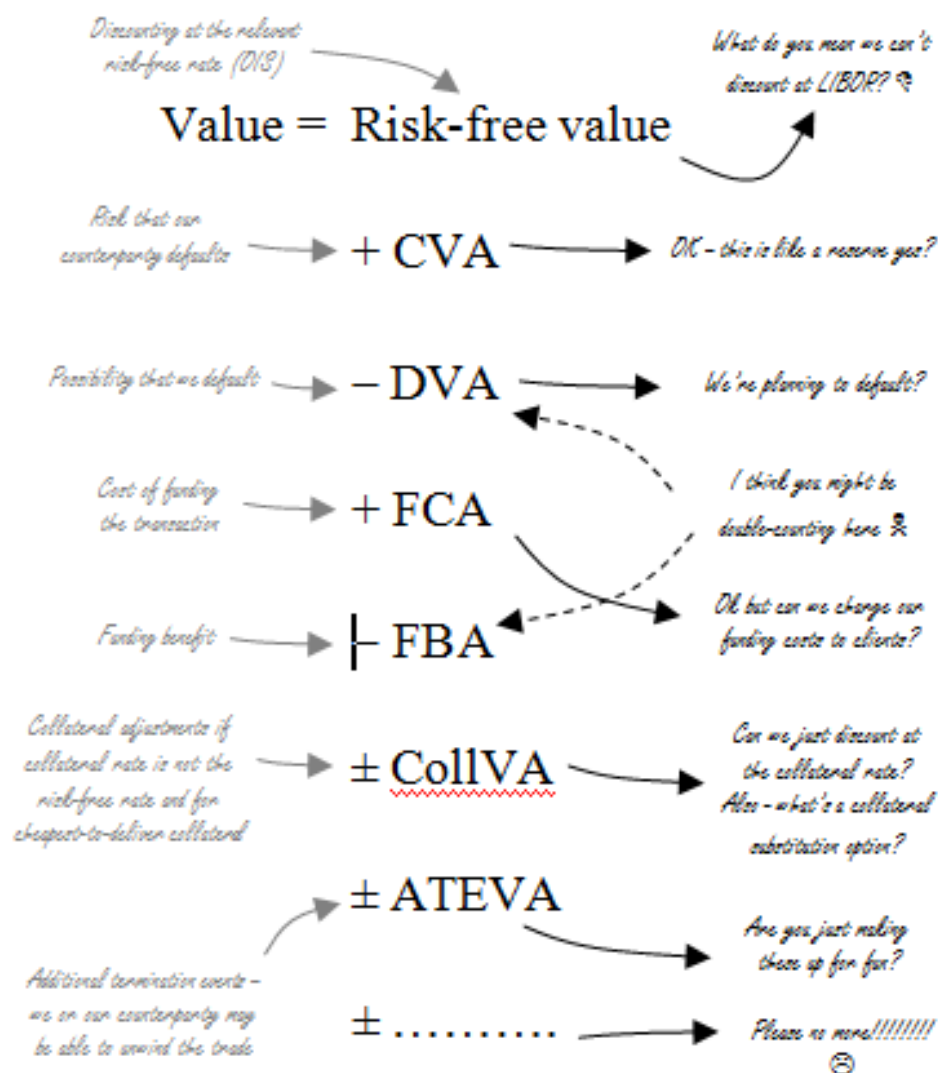 Discounting at the relevant
risk-free rate (OIS)
What do you mean we can't
discount at LIBOR?
Value = Risk-free value
Risk that our
counterparty defaults
+ CVA
OK – this is like a reserve yes?
Possibility that we default
– DVA
We're planning to default?
Cost of funding
the transaction
+ FCA
I think you might be
double-counting here
Funding benefit
– FBA
OK but can we charge our
funding costs to clients?
Collateral adjustments if
collateral rate is not the
risk-free rate and for
cheapest-to-deliver collateral
± CollVA
Can we just discount at
the collateral rate?
Also – what's a collateral
substitution option?
± ATEVA
Are you just making
these up for fun?
Additional termination events –
we or our counterparty may
be able to unwind the trade
± ..........
Please no more!!!!!!!!!
☹